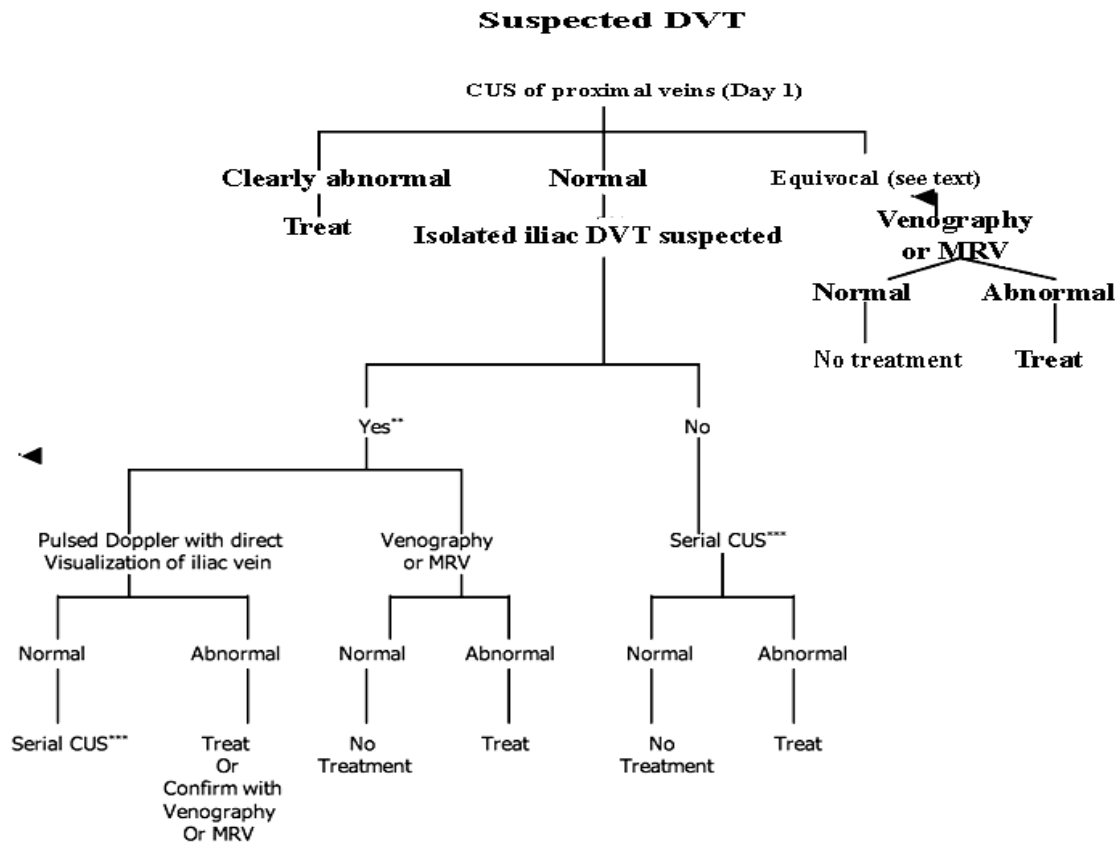 Suspected DVT
CUS of proximal veins (Day 1)
Clearly abnormal
Normal
Equivocal (see text)
Treat
Isolated iliac DVT suspected
Venography
or MRV
Normal
Abnormal
No treatment
Treat
Yes**
No
Pulsed Doppler with direct
Visualization of iliac vein
Venography
or MRV
Serial CUS***
Normal
Abnormal
Normal
Abnormal
Normal
Abnormal
Serial CUS***
Treat
Or
Confirm with
Venography
Or MRV
No
Treatment
Treat
No
Treatment
Treat